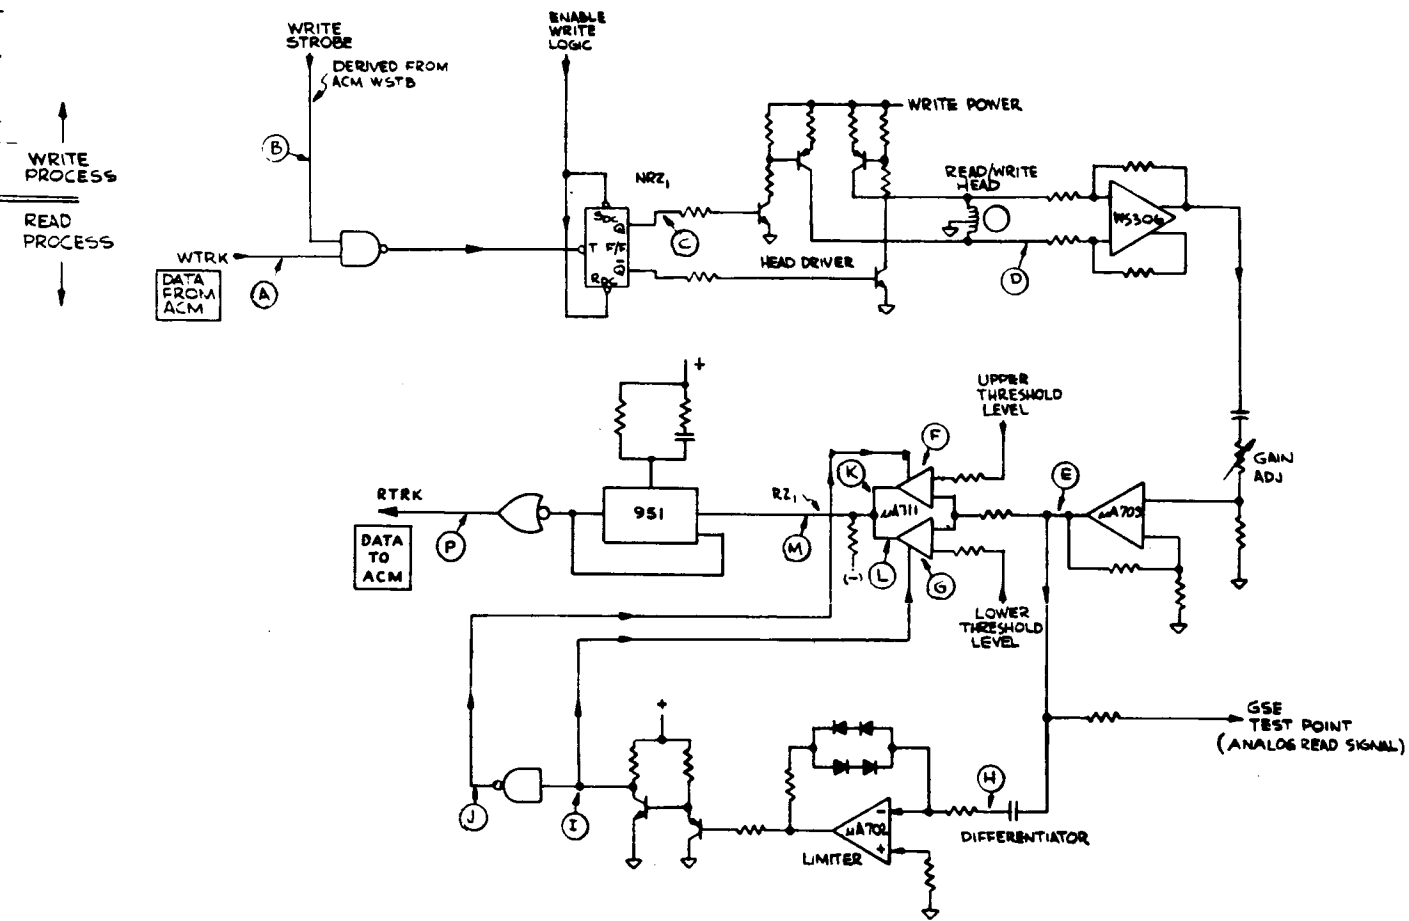 WRITE
STROBE
DERIVED FROM
ACM WSTB
ENABLE
WRITE
LOGIC
WRITE POWER
B
WRITE
PROCESS
READ
PROCESS
NRZ1
READ/WRITE
HEAD
SDC
Q
T F/F
Q̅
RDC
C
WS306
HEAD DRIVER
D
WTRK
A
DATA
FROM
ACM
+
UPPER
THRESHOLD
LEVEL
F
K
E
GAIN
ADJ
RTRK
951
RZ1
μA711
μA709
P
M
DATA
TO
ACM
(-)
L
G
LOWER
THRESHOLD
LEVEL
+
GSE
TEST POINT
(ANALOG READ SIGNAL)
H
J
I
-
μA702
+
DIFFERENTIATOR
LIMITER